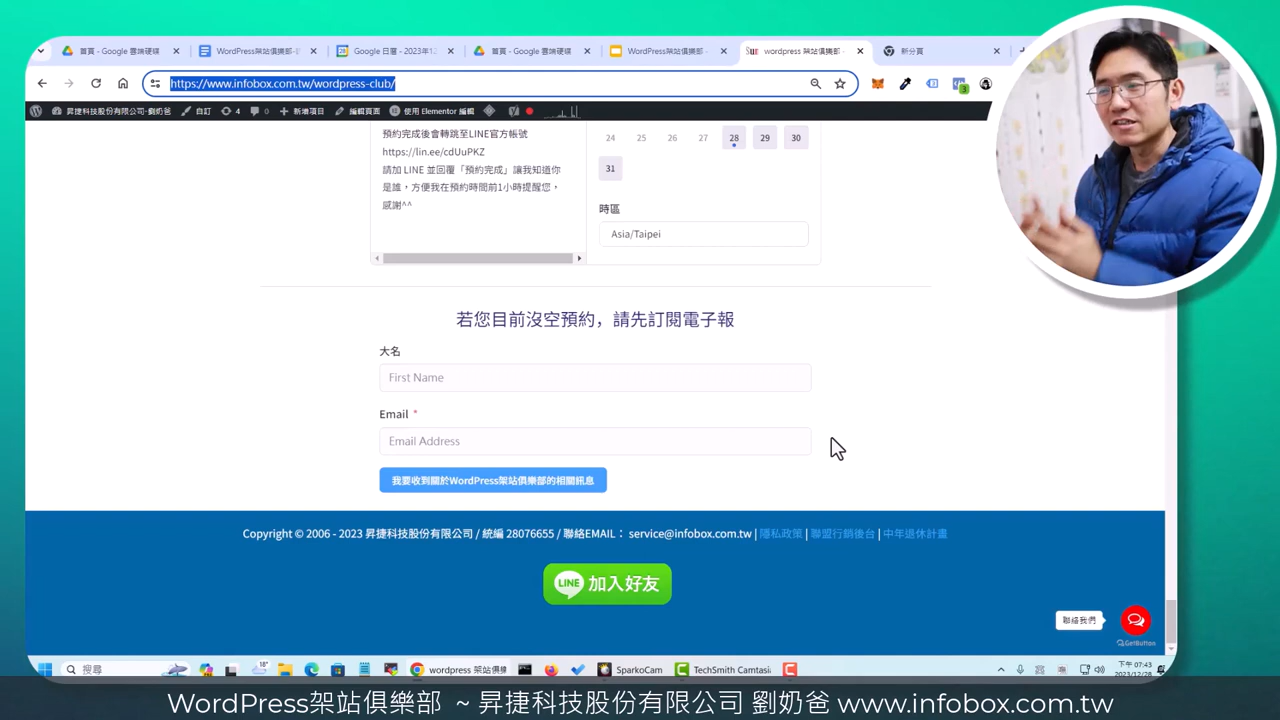 首頁 - Google 雲端硬碟
WordPress架站俱樂部-
Google 日曆 - 2023年12
首頁 - Google 雲端硬碟
WordPress架站俱樂部 -
wordpress 架站俱樂部 -
新分頁
https://www.infobox.com.tw/wordpress-club/
昇捷科技股份有限公司-劉奶爸
自訂
4
0
新增項目
編輯頁面
使用 Elementor 編輯
3
預約完成後會轉跳至LINE官方帳號
https://lin.ee/cdUuPKZ
請加 LINE 並回覆「預約完成」讓我知道你
是誰，方便我在預約時間前1小時提醒您，
感謝^^
24 25 26 27 28 29 30
31
時區
Asia/Taipei
若您目前沒空預約，請先訂閱電子報
大名
First Name
Email *
Email Address
我要收到關於WordPress架站俱樂部的相關訊息
Copyright © 2006 - 2023 昇捷科技股份有限公司 / 統編 28076655 / 聯絡EMAIL： service@infobox.com.tw | 隱私政策 | 聯盟行銷後台 | 中年退休計畫
LINE 加入好友
聯絡我們
GetButton
搜尋
18°
wordpress 架站俱樂
SparkoCam
TechSmith Camtasia
下午 07:43
2023/12/28
WordPress架站俱樂部 ~ 昇捷科技股份有限公司 劉奶爸 www.infobox.com.tw